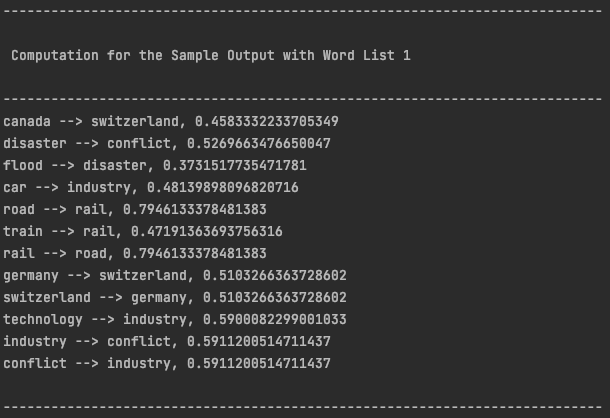 ---------------------------------------------------------------------------
Computation for the Sample Output with Word List 1
---------------------------------------------------------------------------
canada --> switzerland, 0.4583332233705349
disaster --> conflict, 0.5269663476650047
flood --> disaster, 0.3731517735471781
car --> industry, 0.48139898096820716
road --> rail, 0.7946133378481383
train --> rail, 0.47191363693756316
rail --> road, 0.7946133378481383
germany --> switzerland, 0.5103266363728602
switzerland --> germany, 0.5103266363728602
technology --> industry, 0.5900082299001033
industry --> conflict, 0.5911200514711437
conflict --> industry, 0.5911200514711437
---------------------------------------------------------------------------